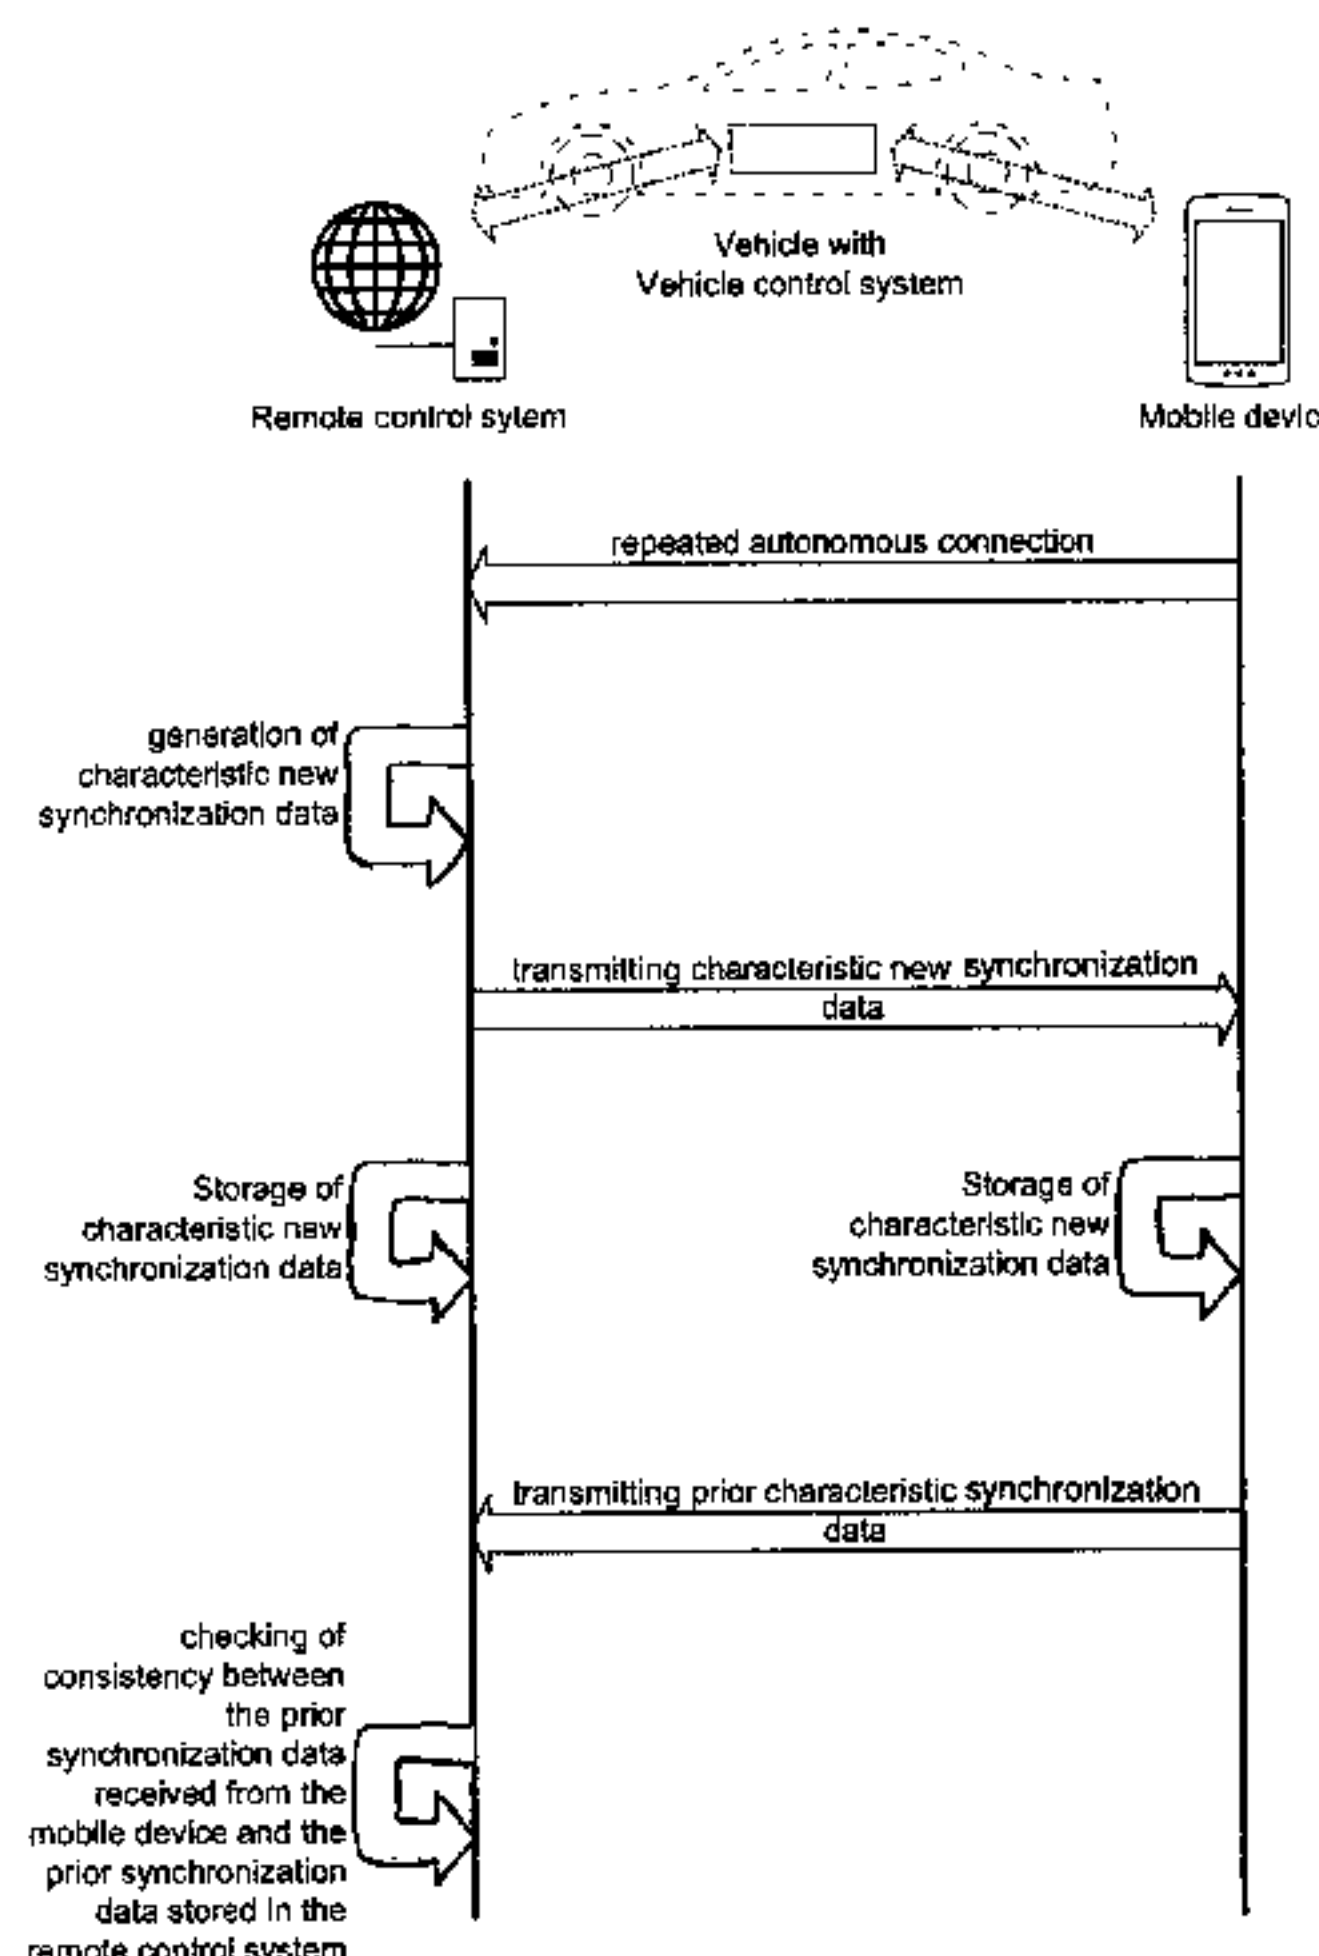 Vehicle with
Vehicle control system
Remote control sytem
Mobile devic
repeated autonomous connection
generation of
characteristic new
synchronization data
transmitting characteristic new synchronization
data
Storage of
characteristic new
synchronization data
Storage of
characteristic new
synchronization data
transmitting prior characteristic synchronization
data
checking of
consistency between
the prior
synchronization data
received from the
mobile device and the
prior synchronization
data stored in the
remote control system